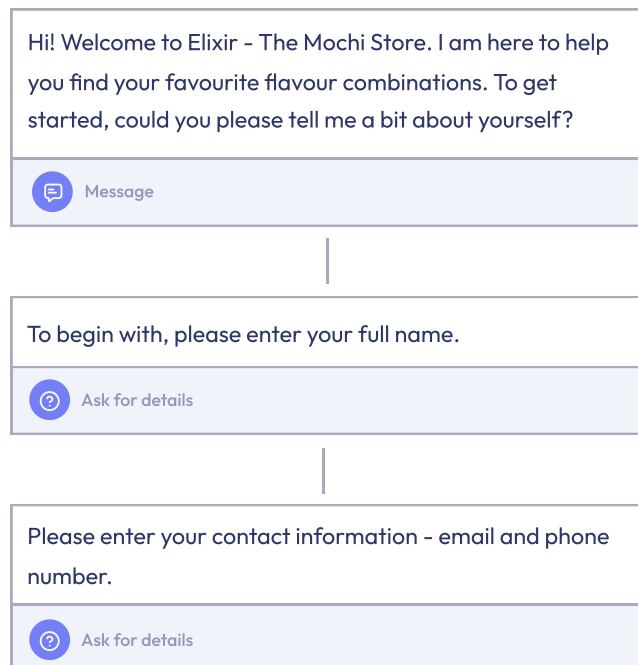 Hi! Welcome to Elixir - The Mochi Store. I am here to help
you find your favourite flavour combinations. To get
started, could you please tell me a bit about yourself?
Message
To begin with, please enter your full name.
Ask for details
Please enter your contact information - email and phone
number.
Ask for details